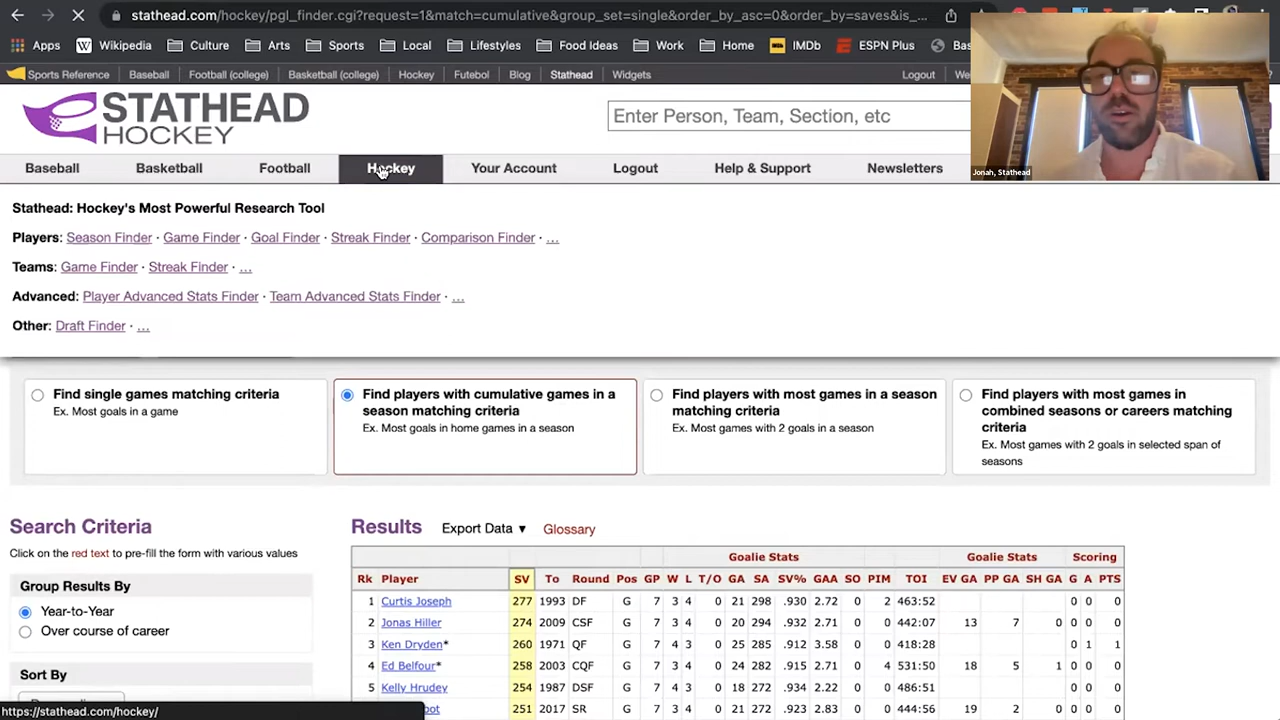 stathead.com/hockey/pgl_finder.cgi?request=1&match=cumulative&group_set=single&order_by_asc=0&order_by=saves&is_...
Apps Wikipedia Culture Arts Sports Local Lifestyles Food Ideas Work Home IMDb ESPN Plus
Sports Reference Baseball Football (college) Basketball (college) Hockey Futebol Blog Stathead Widgets Logout
STATHEAD
HOCKEY
Enter Person, Team, Section, etc
Jonah, Stathead
Baseball Basketball Football Hockey Your Account Logout Help & Support Newsletters
Stathead: Hockey's Most Powerful Research Tool
Players: Season Finder · Game Finder · Goal Finder · Streak Finder · Comparison Finder · ...
Teams: Game Finder · Streak Finder · ...
Advanced: Player Advanced Stats Finder · Team Advanced Stats Finder · ...
Other: Draft Finder · ...
Find single games matching criteria
Ex. Most goals in a game
Find players with cumulative games in a
season matching criteria
Ex. Most goals in home games in a season
Find players with most games in a season
matching criteria
Ex. Most games with 2 goals in a season
Find players with most games in
combined seasons or careers matching
criteria
Ex. Most games with 2 goals in selected span of
seasons
Search Criteria
Click on the red text to pre-fill the form with various values
Group Results By
Year-to-Year
Over course of career
Sort By
Results Export Data ▼ Glossary
Goalie Stats Goalie Stats Scoring
Rk Player SV To Round Pos GP W L T/O GA SA SV% GAA SO PIM TOI EV GA PP GA SH GA G A PTS
1 Curtis Joseph 277 1993 DF G 7 3 4 0 21 298 .930 2.72 0 2 463:52 0 0 0
2 Jonas Hiller 274 2009 CSF G 7 3 4 0 20 294 .932 2.71 0 0 442:07 13 7 0 0 0 0
3 Ken Dryden* 260 1971 QF G 7 4 3 0 25 285 .912 3.58 0 0 418:28 0 1 1
4 Ed Belfour* 258 2003 CQF G 7 3 4 0 24 282 .915 2.71 0 0 531:50 18 5 1 0 0 0
5 Kelly Hrudey 254 1987 DSF G 7 4 3 0 18 272 .934 2.22 0 0 486:51 0 0 0
251 2017 SR G 7 3 4 0 21 272 .923 2.83 0 0 444:56 19 2 0 0 0 0
https://stathead.com/hockey/